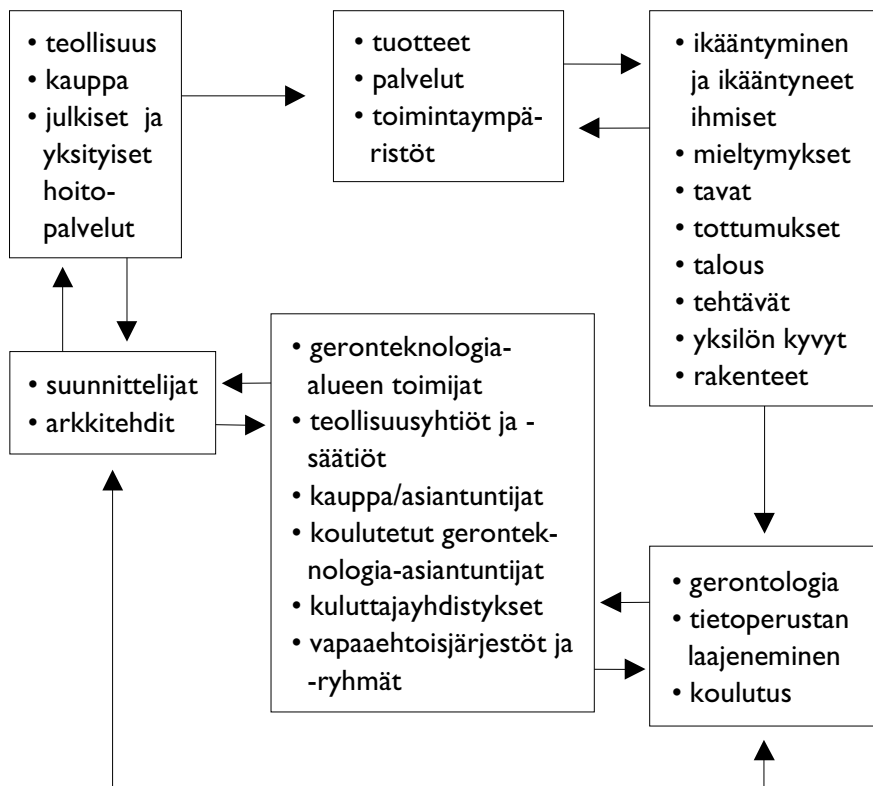 • teollisuus
• kauppa
• julkiset ja
yksityiset
hoito-
palvelut
• tuotteet
• palvelut
• toimintaympä-
ristöt
• ikääntyminen
ja ikääntyneet
ihmiset
• mieltymykset
• tavat
• tottumukset
• talous
• tehtävät
• yksilön kyvyt
• rakenteet
• suunnittelijat
• arkkitehdit
• geronteknologia-
alueen toimijat
• teollisuusyhtiöt ja -
säätiöt
• kauppa/asiantuntijat
• koulutetut gerontek-
nologia-asiantuntijat
• kuluttajayhdistykset
• vapaaehtoisjärjestöt ja
-ryhmät
• gerontologia
• tietoperustan
laajeneminen
• koulutus